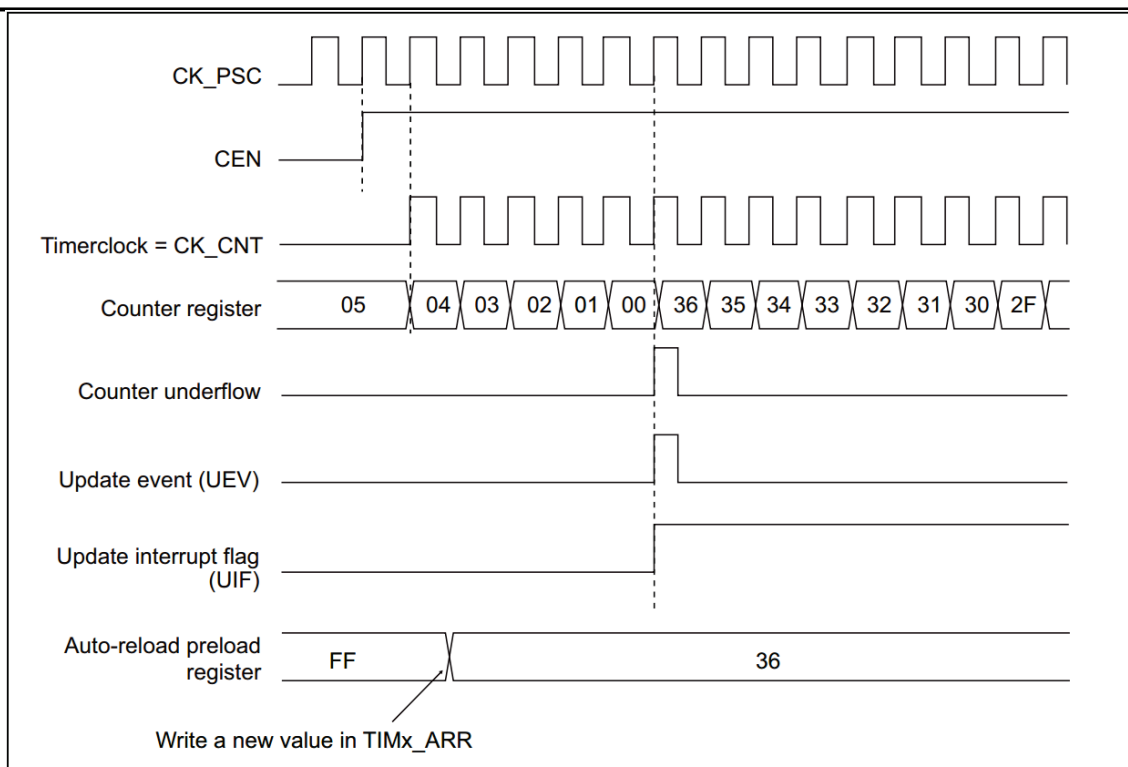 CK_PSC
CEN
Timerclock = CK_CNT
Counter register 05 04 03 02 01 00 36 35 34 33 32 31 30 2F
Counter underflow
Update event (UEV)
Update interrupt flag
(UIF)
Auto-reload preload
register
FF 36
Write a new value in TIMx_ARR